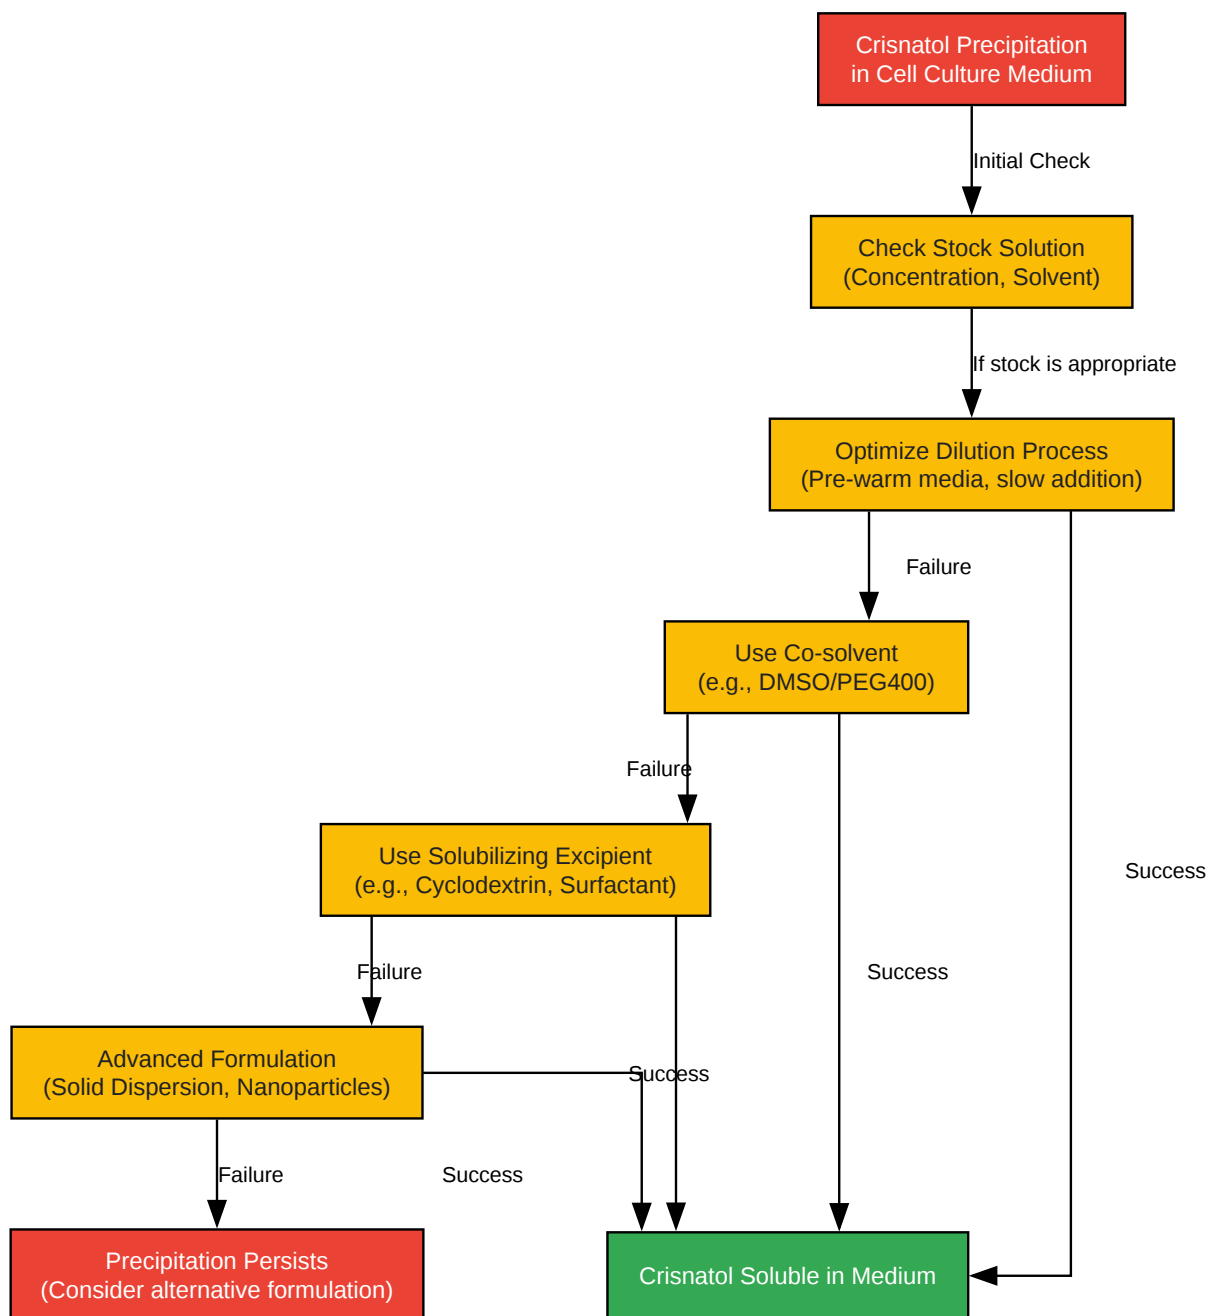 Crisnatol Precipitation
in Cell Culture Medium
Initial Check
Check Stock Solution
(Concentration, Solvent)
If stock is appropriate
Optimize Dilution Process
(Pre-warm media, slow addition)
Failure
Use Co-solvent
(e.g., DMSO/PEG400)
Failure
Use Solubilizing Excipient
(e.g., Cyclodextrin, Surfactant)
Success
Failure
Success
Advanced Formulation
(Solid Dispersion, Nanoparticles)
Success
Failure
Success
Precipitation Persists
(Consider alternative formulation)
Crisnatol Soluble in Medium